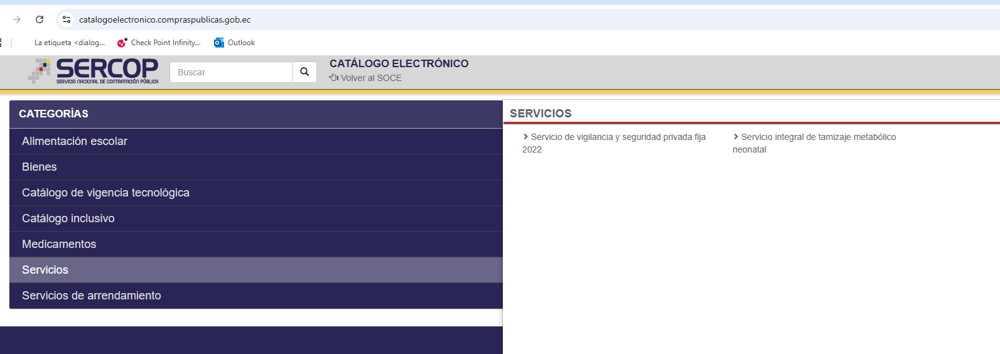 catalogoelectronico.compraspublicas.gob.ec
La etiqueta <dialog... Check Point Infinity... Outlook
SERCOP
SERVICIO NACIONAL DE CONTRATACIÓN PÚBLICA
Buscar
CATÁLOGO ELECTRÓNICO
Volver al SOCE
CATEGORÍAS
Alimentación escolar
Bienes
Catálogo de vigencia tecnológica
Catálogo inclusivo
Medicamentos
Servicios
Servicios de arrendamiento
SERVICIOS
Servicio de vigilancia y seguridad privada fija
2022
Servicio integral de tamizaje metabólico
neonatal